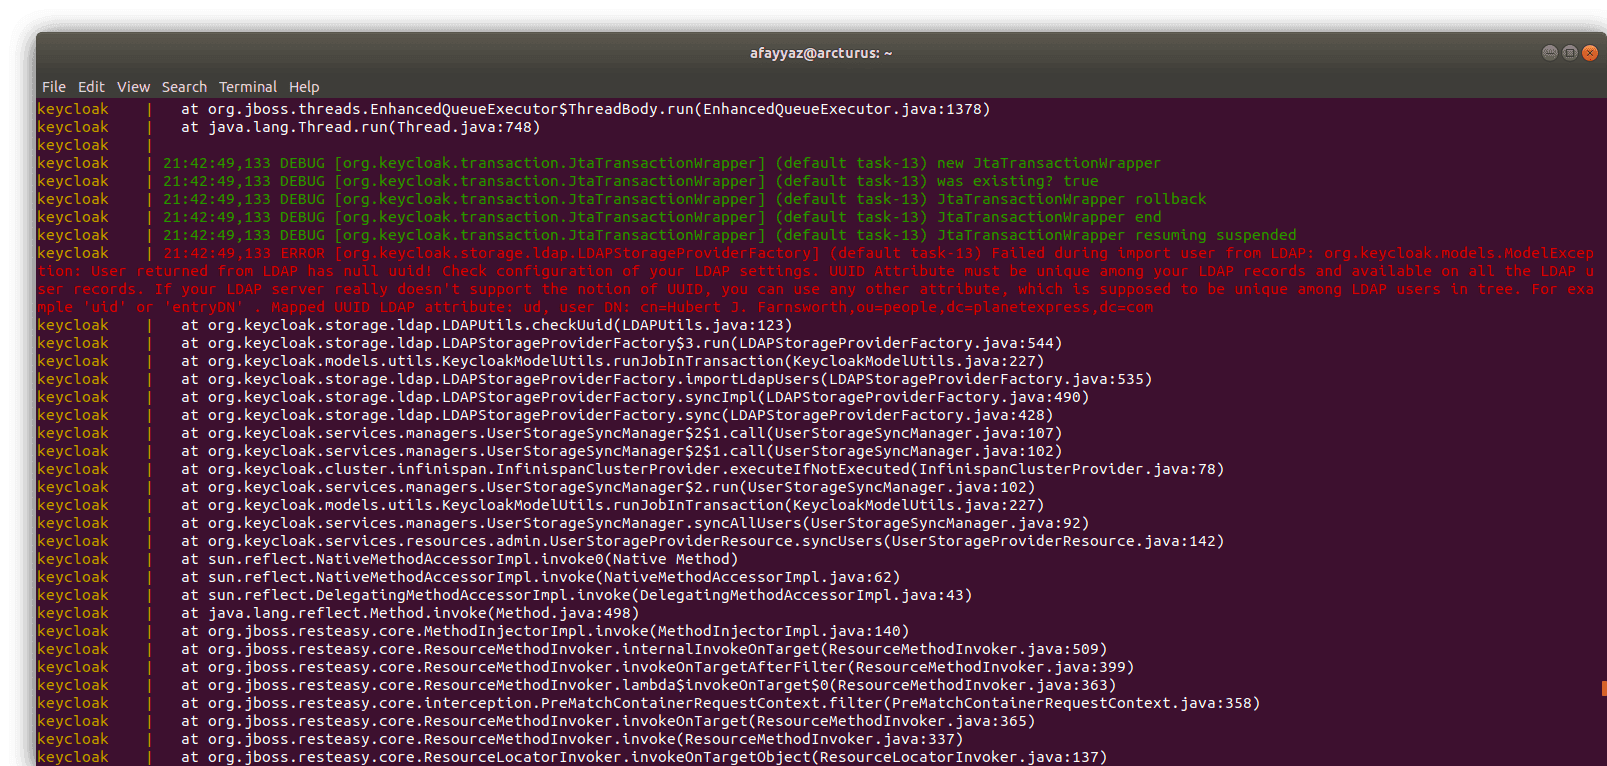 afayyaz@arcturus: ~
File Edit View Search Terminal Help
keycloak    |   at org.jboss.threads.EnhancedQueueExecutor$ThreadBody.run(EnhancedQueueExecutor.java:1378)
keycloak    |   at java.lang.Thread.run(Thread.java:748)
keycloak    |
keycloak    | 21:42:49,133 DEBUG [org.keycloak.transaction.JtaTransactionWrapper] (default task-13) new JtaTransactionWrapper
keycloak    | 21:42:49,133 DEBUG [org.keycloak.transaction.JtaTransactionWrapper] (default task-13) was existing? true
keycloak    | 21:42:49,133 DEBUG [org.keycloak.transaction.JtaTransactionWrapper] (default task-13) JtaTransactionWrapper rollback
keycloak    | 21:42:49,133 DEBUG [org.keycloak.transaction.JtaTransactionWrapper] (default task-13) JtaTransactionWrapper end
keycloak    | 21:42:49,133 DEBUG [org.keycloak.transaction.JtaTransactionWrapper] (default task-13) JtaTransactionWrapper resuming suspended
keycloak    | 21:42:49,133 ERROR [org.keycloak.storage.ldap.LDAPStorageProviderFactory] (default task-13) Failed during import user from LDAP: org.keycloak.models.ModelExcep
tion: User returned from LDAP has null uuid! Check configuration of your LDAP settings. UUID Attribute must be unique among your LDAP records and available on all the LDAP u
ser records. If your LDAP server really doesn't support the notion of UUID, you can use any other attribute, which is supposed to be unique among LDAP users in tree. For exa
mple 'uid' or 'entryDN' . Mapped UUID LDAP attribute: ud, user DN: cn=Hubert J. Farnsworth,ou=people,dc=planetexpress,dc=com
keycloak    |   at org.keycloak.storage.ldap.LDAPUtils.checkUuid(LDAPUtils.java:123)
keycloak    |   at org.keycloak.storage.ldap.LDAPStorageProviderFactory$3.run(LDAPStorageProviderFactory.java:544)
keycloak    |   at org.keycloak.models.utils.KeycloakModelUtils.runJobInTransaction(KeycloakModelUtils.java:227)
keycloak    |   at org.keycloak.storage.ldap.LDAPStorageProviderFactory.importLdapUsers(LDAPStorageProviderFactory.java:535)
keycloak    |   at org.keycloak.storage.ldap.LDAPStorageProviderFactory.syncImpl(LDAPStorageProviderFactory.java:490)
keycloak    |   at org.keycloak.storage.ldap.LDAPStorageProviderFactory.sync(LDAPStorageProviderFactory.java:428)
keycloak    |   at org.keycloak.services.managers.UserStorageSyncManager$2$1.call(UserStorageSyncManager.java:107)
keycloak    |   at org.keycloak.services.managers.UserStorageSyncManager$2$1.call(UserStorageSyncManager.java:102)
keycloak    |   at org.keycloak.cluster.infinispan.InfinispanClusterProvider.executeIfNotExecuted(InfinispanClusterProvider.java:78)
keycloak    |   at org.keycloak.services.managers.UserStorageSyncManager$2.run(UserStorageSyncManager.java:102)
keycloak    |   at org.keycloak.models.utils.KeycloakModelUtils.runJobInTransaction(KeycloakModelUtils.java:227)
keycloak    |   at org.keycloak.services.managers.UserStorageSyncManager.syncAllUsers(UserStorageSyncManager.java:92)
keycloak    |   at org.keycloak.services.resources.admin.UserStorageProviderResource.syncUsers(UserStorageProviderResource.java:142)
keycloak    |   at sun.reflect.NativeMethodAccessorImpl.invoke0(Native Method)
keycloak    |   at sun.reflect.NativeMethodAccessorImpl.invoke(NativeMethodAccessorImpl.java:62)
keycloak    |   at sun.reflect.DelegatingMethodAccessorImpl.invoke(DelegatingMethodAccessorImpl.java:43)
keycloak    |   at java.lang.reflect.Method.invoke(Method.java:498)
keycloak    |   at org.jboss.resteasy.core.MethodInjectorImpl.invoke(MethodInjectorImpl.java:140)
keycloak    |   at org.jboss.resteasy.core.ResourceMethodInvoker.internalInvokeOnTarget(ResourceMethodInvoker.java:509)
keycloak    |   at org.jboss.resteasy.core.ResourceMethodInvoker.invokeOnTargetAfterFilter(ResourceMethodInvoker.java:399)
keycloak    |   at org.jboss.resteasy.core.ResourceMethodInvoker.lambda$invokeOnTarget$0(ResourceMethodInvoker.java:363)
keycloak    |   at org.jboss.resteasy.core.interception.PreMatchContainerRequestContext.filter(PreMatchContainerRequestContext.java:358)
keycloak    |   at org.jboss.resteasy.core.ResourceMethodInvoker.invokeOnTarget(ResourceMethodInvoker.java:365)
keycloak    |   at org.jboss.resteasy.core.ResourceMethodInvoker.invoke(ResourceMethodInvoker.java:337)
keycloak    |   at org.jboss.resteasy.core.ResourceLocatorInvoker.invokeOnTargetObject(ResourceLocatorInvoker.java:137)